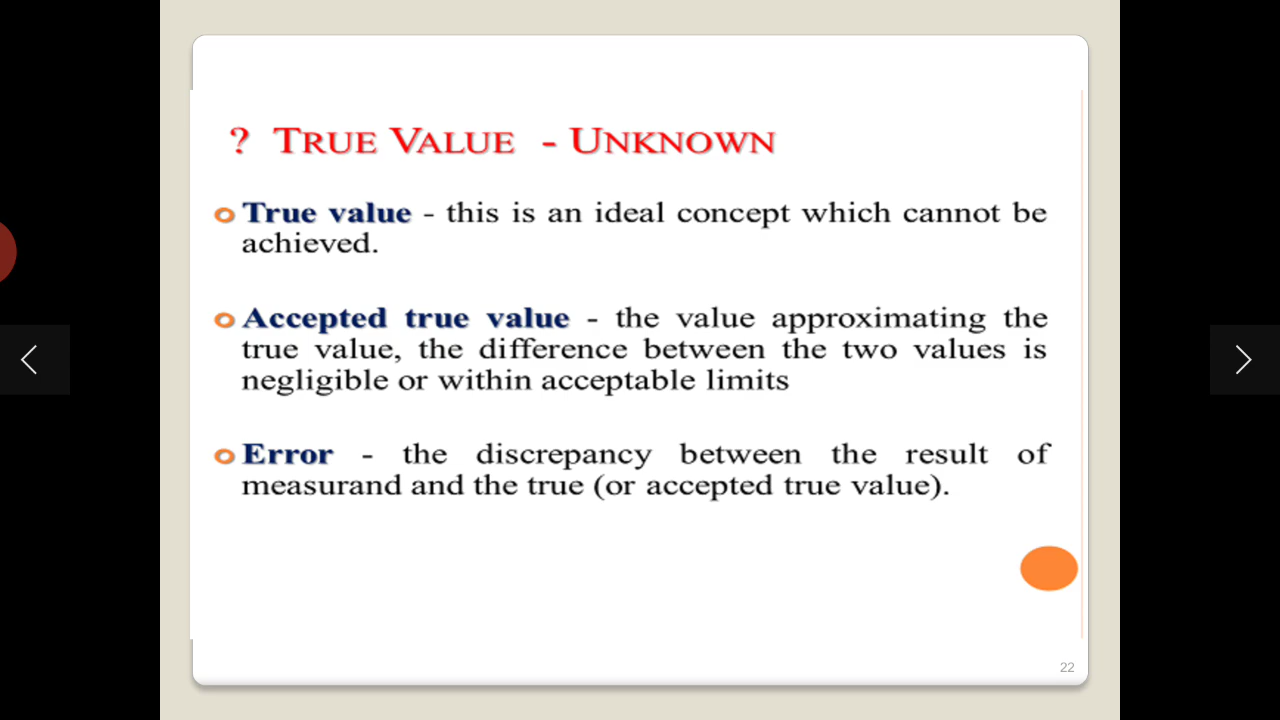 ? TRUE VALUE - UNKNOWN
True value - this is an ideal concept which cannot be
achieved.
Accepted true value - the value approximating the
true value, the difference between the two values is
negligible or within acceptable limits
Error - the discrepancy between the result of
measurand and the true (or accepted true value).
22